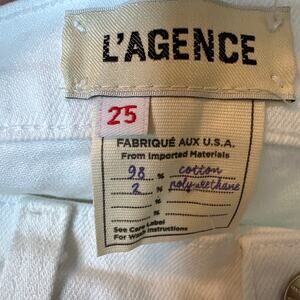 L'AGENCE
25
FABRIQUÉ AUX U.S.A.
From Imported Materials
98 % cotton
2 % polyurethane
%
%
See Care Label
For Wash Instructions